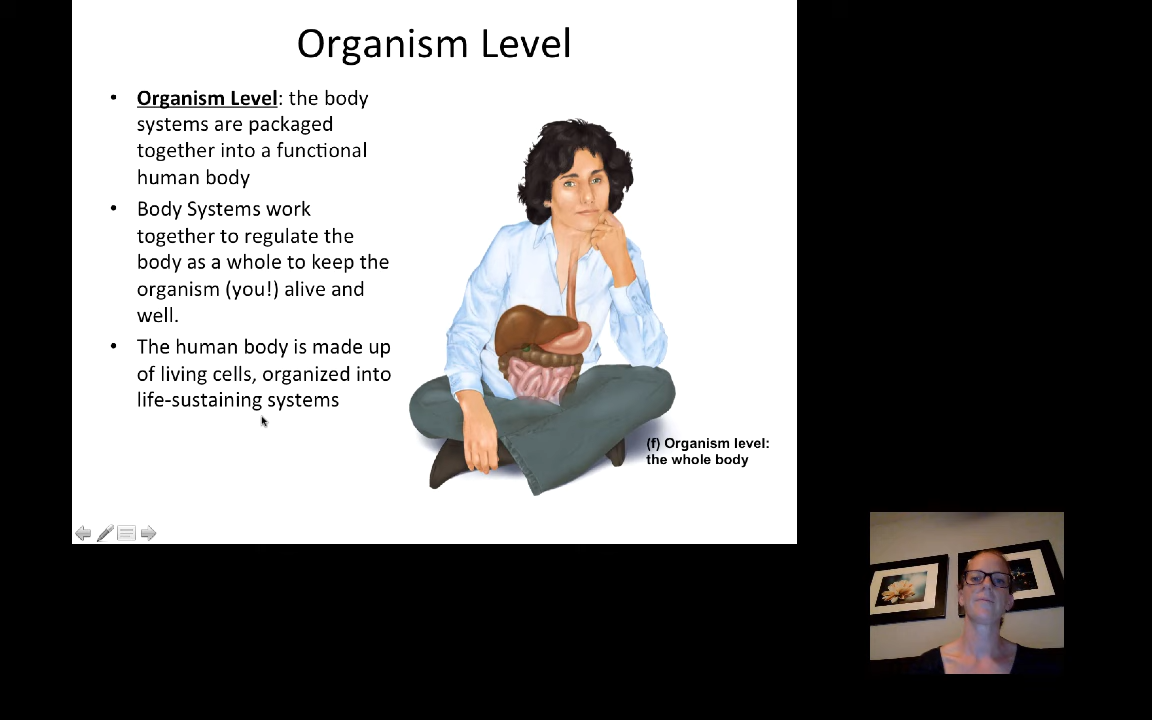 Organism Level
• Organism Level: the body
systems are packaged
together into a functional
human body
• Body Systems work
together to regulate the
body as a whole to keep the
organism (you!) alive and
well.
• The human body is made up
of living cells, organized into
life-sustaining systems
(f) Organism level:
the whole body